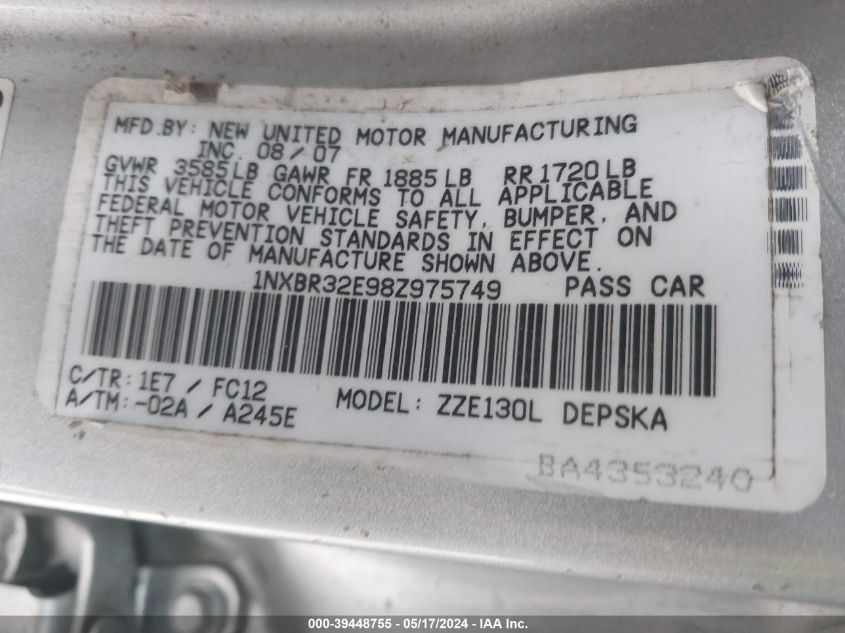 MFD.BY: NEW UNITED MOTOR MANUFACTURING
INC. 08/07
GVWR 3585LB GAWR FR 1885LB RR1720LB
THIS VEHICLE CONFORMS TO ALL APPLICABLE
FEDERAL MOTOR VEHICLE SAFETY, BUMPER, AND
THEFT PREVENTION STANDARDS IN EFFECT ON
THE DATE OF MANUFACTURE SHOWN ABOVE.
1NXBR32E98Z975749 PASS CAR
C/TR: 1E7 / FC12
A/TM:-02A / A245E
MODEL: ZZE130L DEPSKA
BA4353240
000-39448755 - 05/17/2024 - IAA Inc.